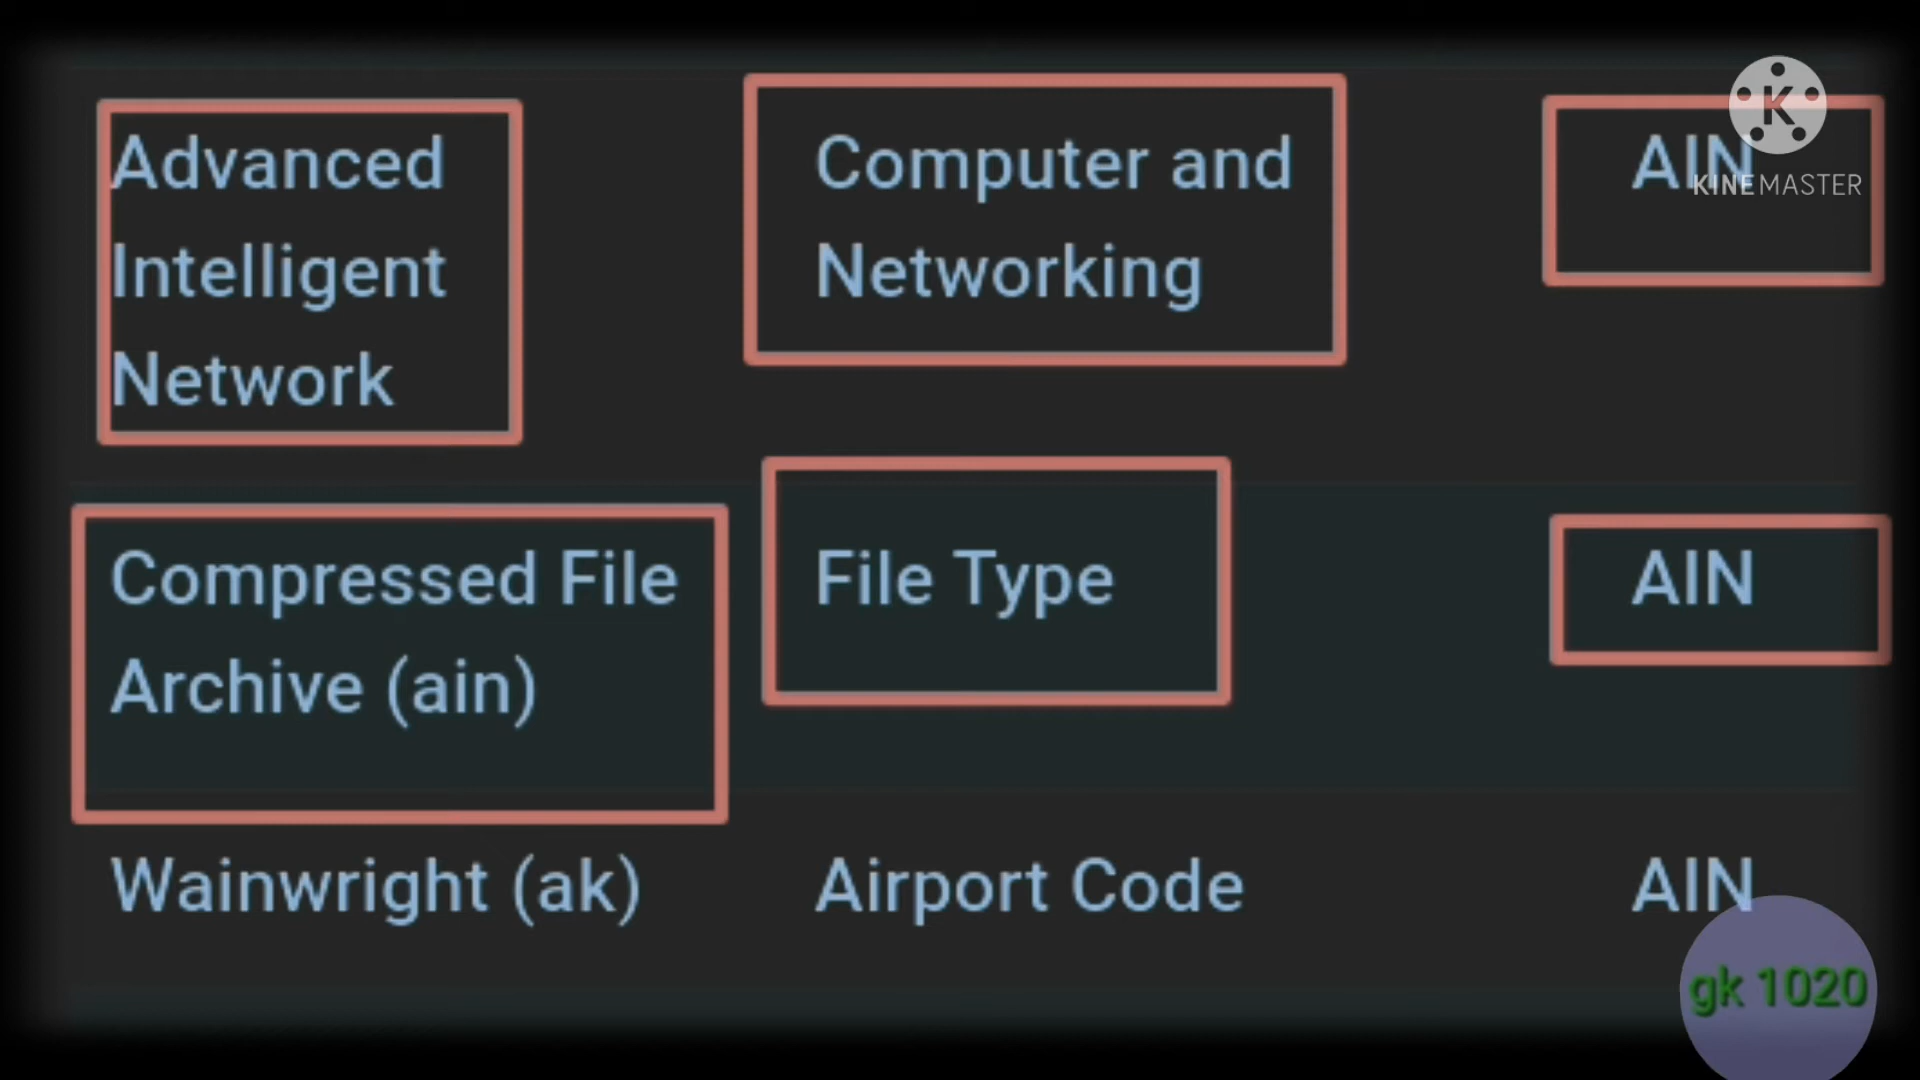 Advanced
Intelligent
Network
Computer and
Networking
AIN
KINEMASTER
Compressed File
Archive (ain)
File Type
AIN
Wainwright (ak)
Airport Code
AIN
gk 1020